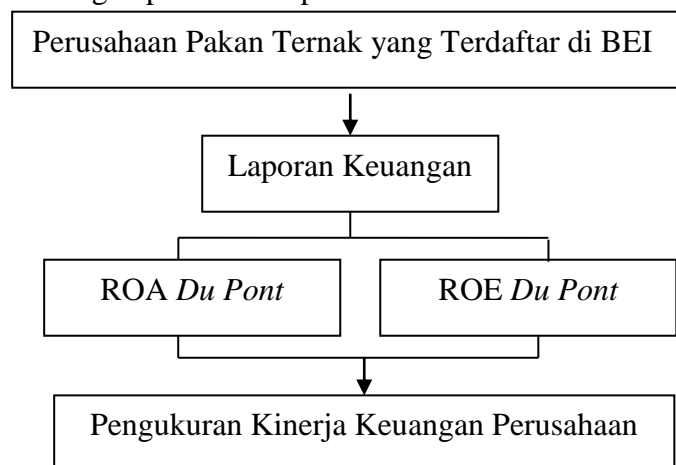 Perusahaan Pakan Ternak yang Terdaftar di BEI
Laporan Keuangan
ROA Du Pont
ROE Du Pont
Pengukuran Kinerja Keuangan Perusahaan